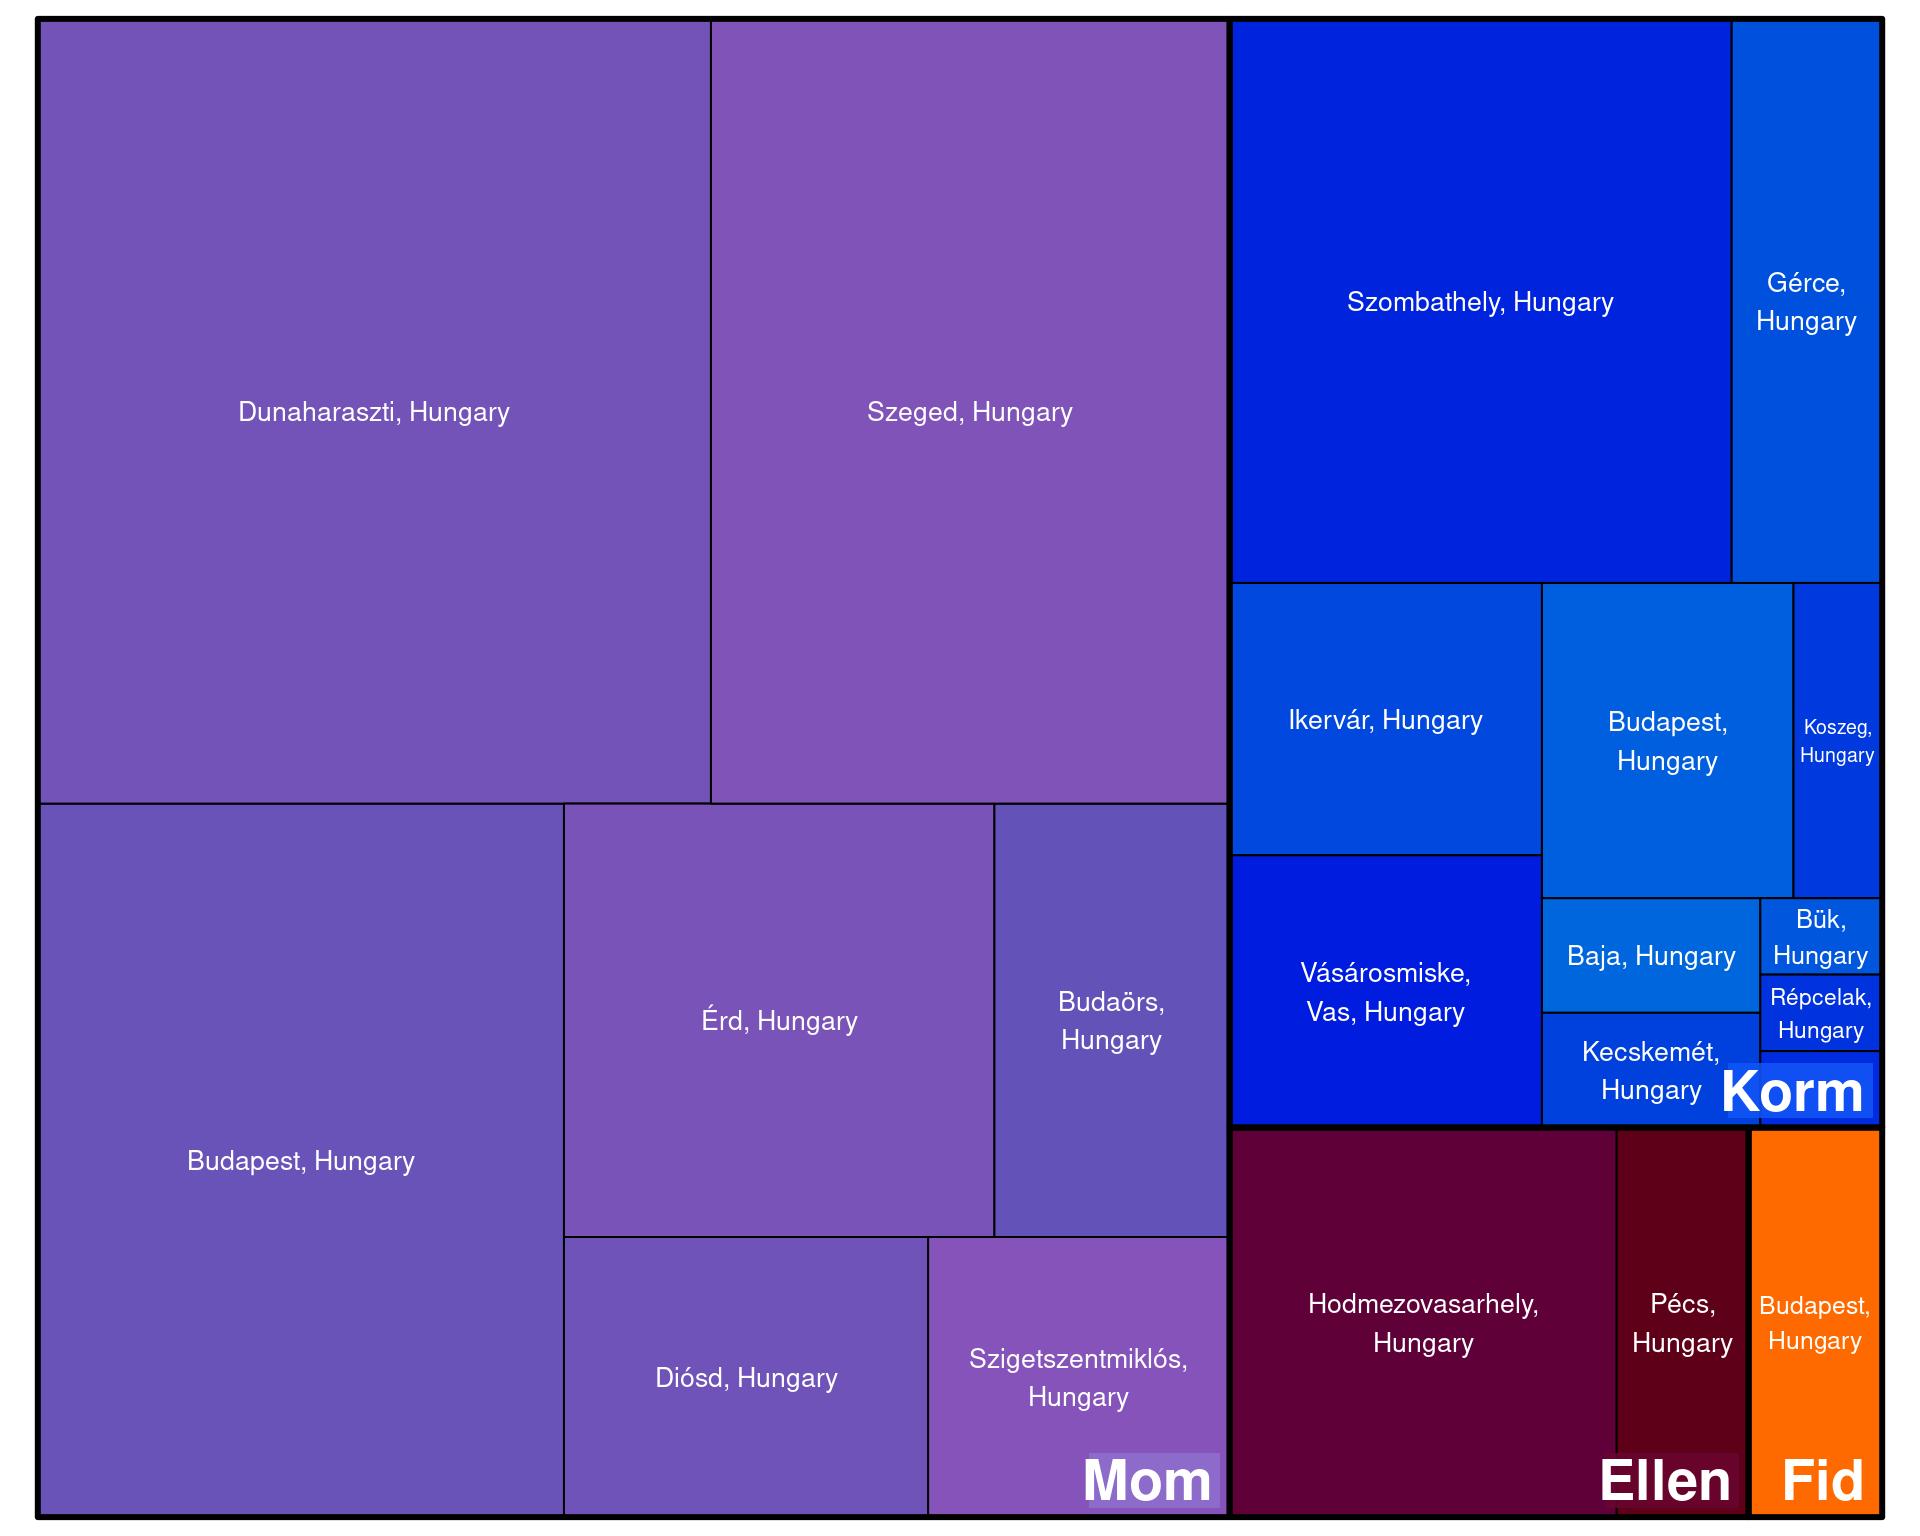 Dunaharaszti, Hungary
Szeged, Hungary
Budapest, Hungary
Érd, Hungary
Budaörs,
Hungary
Diósd, Hungary
Szigetszentmiklós,
Hungary
Mom
Szombathely, Hungary
Gérce,
Hungary
Ikervár, Hungary
Budapest,
Hungary
Koszeg,
Hungary
Vásárosmiske,
Vas, Hungary
Baja, Hungary
Bük,
Hungary
Répcelak,
Hungary
Kecskemét,
Hungary
Korm
Hodmezovasarhely,
Hungary
Pécs,
Hungary
Ellen
Budapest,
Hungary
Fid